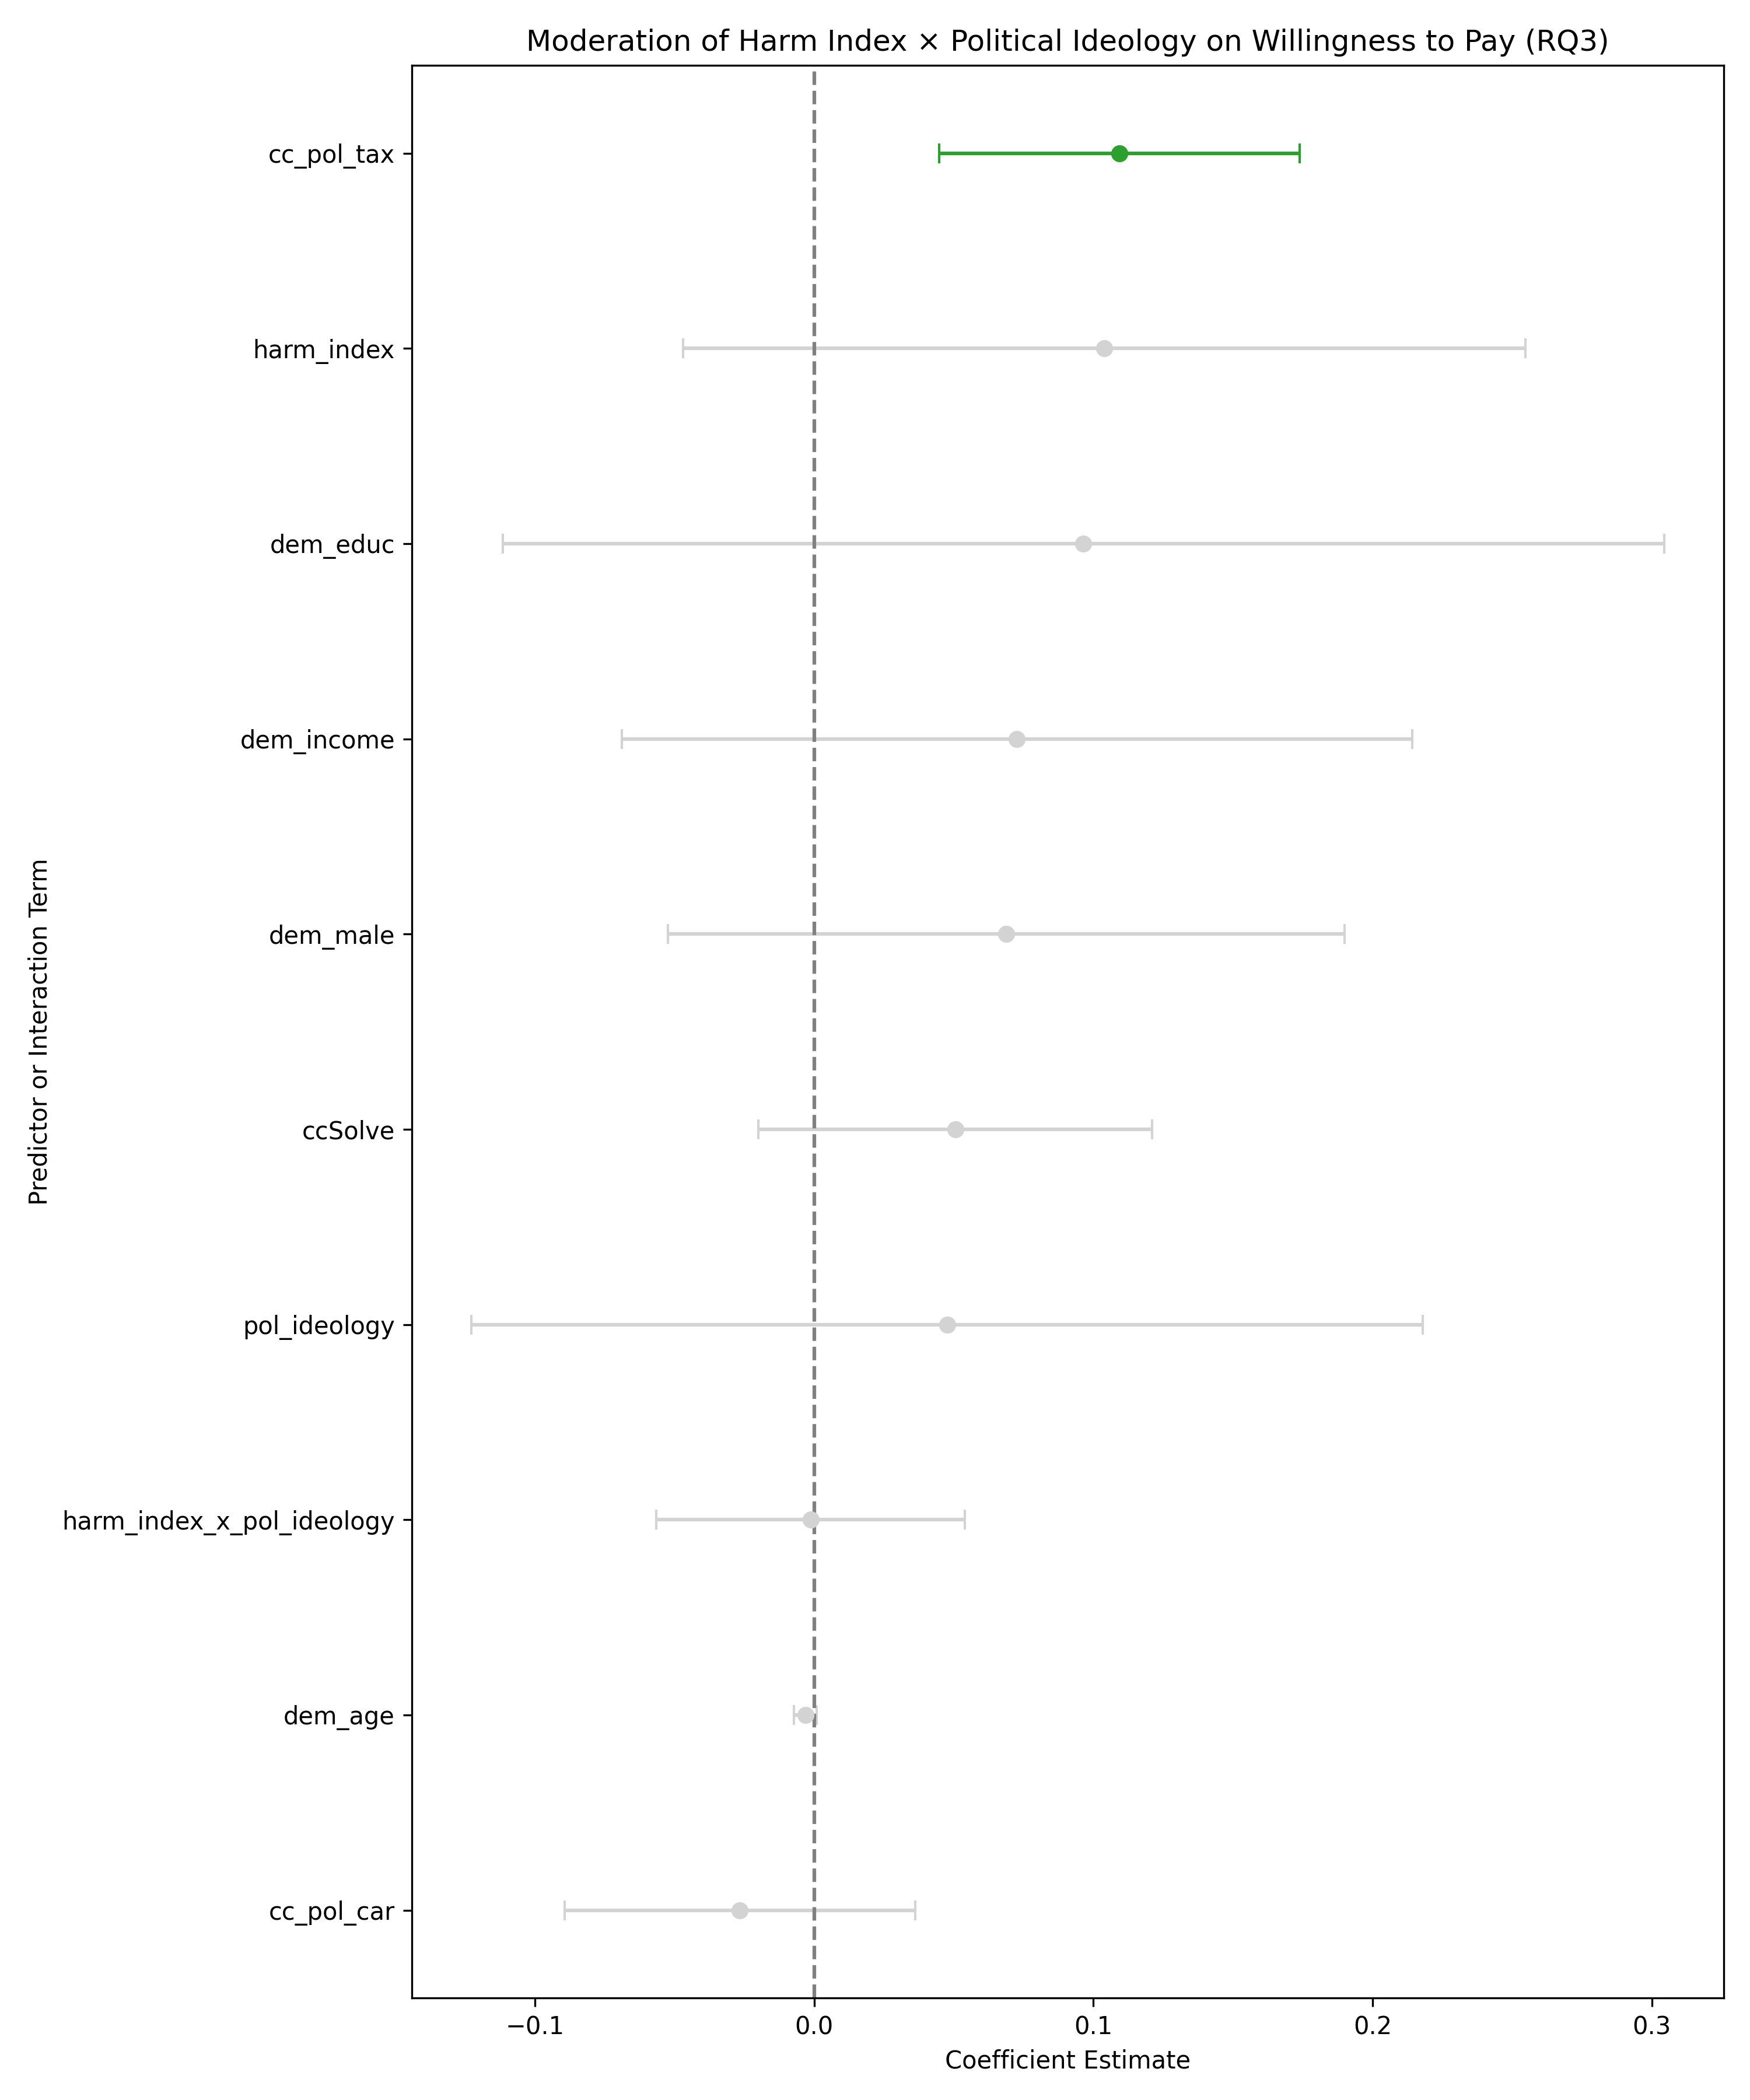 Moderation of Harm Index × Political Ideology on Willingness to Pay (RQ3)
cc_pol_tax
harm_index
dem_educ
dem_income
dem_male
ccSolve
pol_ideology
harm_index_x_pol_ideology
dem_age
cc_pol_car
Predictor or Interaction Term
−0.1 0.0 0.1 0.2 0.3
Coefficient Estimate